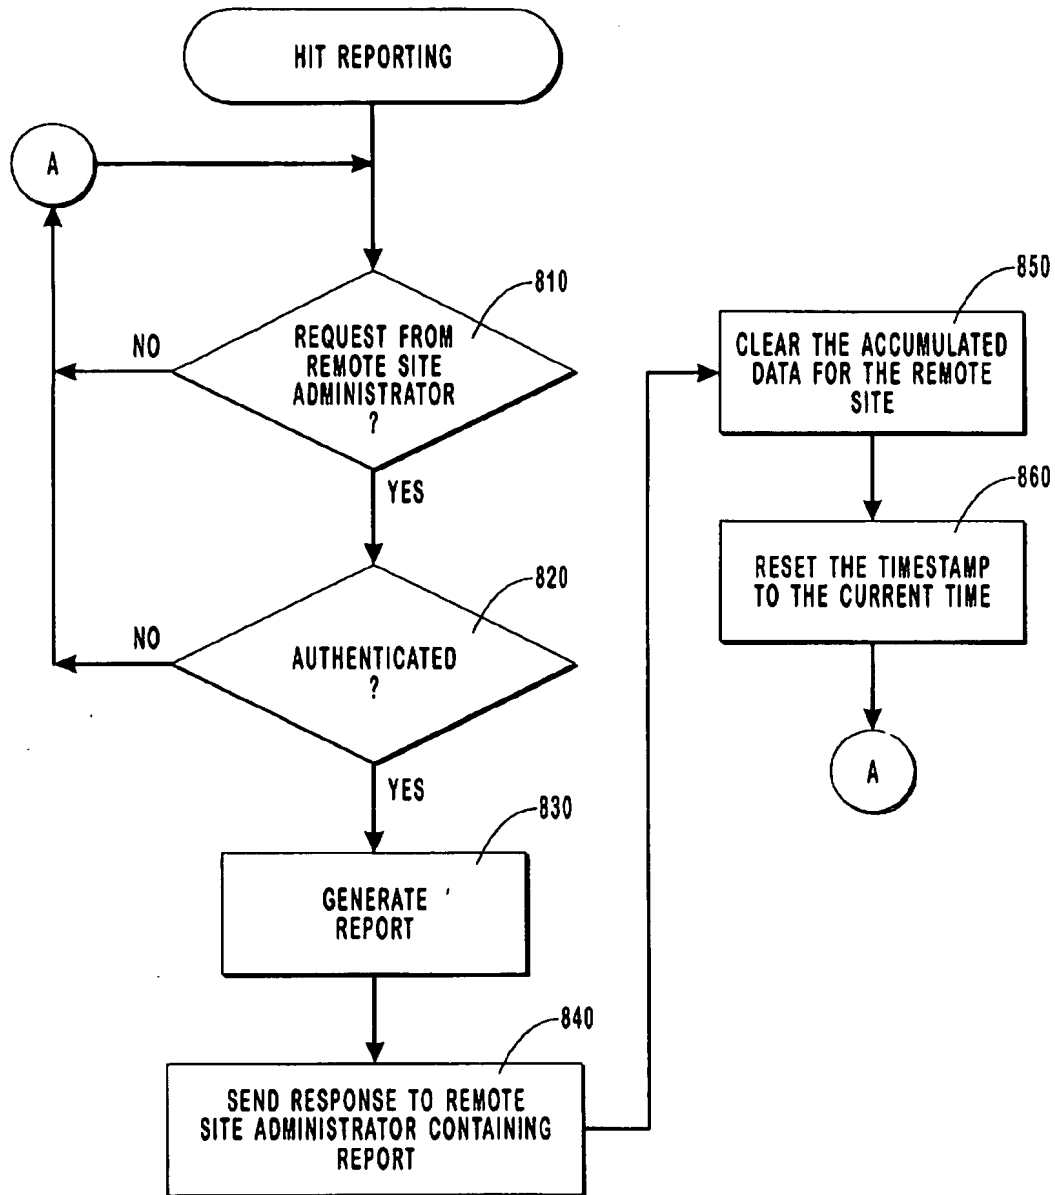 HIT REPORTING
A
810
REQUEST FROM
REMOTE SITE
ADMINISTRATOR
?
NO
YES
820
AUTHENTICATED
?
NO
YES
830
GENERATE
REPORT
840
SEND RESPONSE TO REMOTE
SITE ADMINISTRATOR CONTAINING
REPORT
850
CLEAR THE ACCUMULATED
DATA FOR THE REMOTE
SITE
860
RESET THE TIMESTAMP
TO THE CURRENT TIME
A